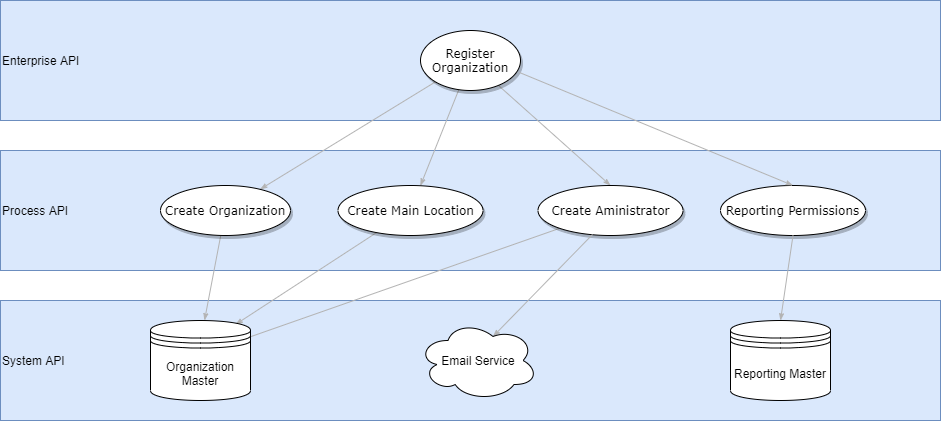 Enterprise API
Register
Organization
Process API
Create Organization
Create Main Location
Create Aministrator
Reporting Permissions
System API
Organization
Master
Email Service
Reporting Master